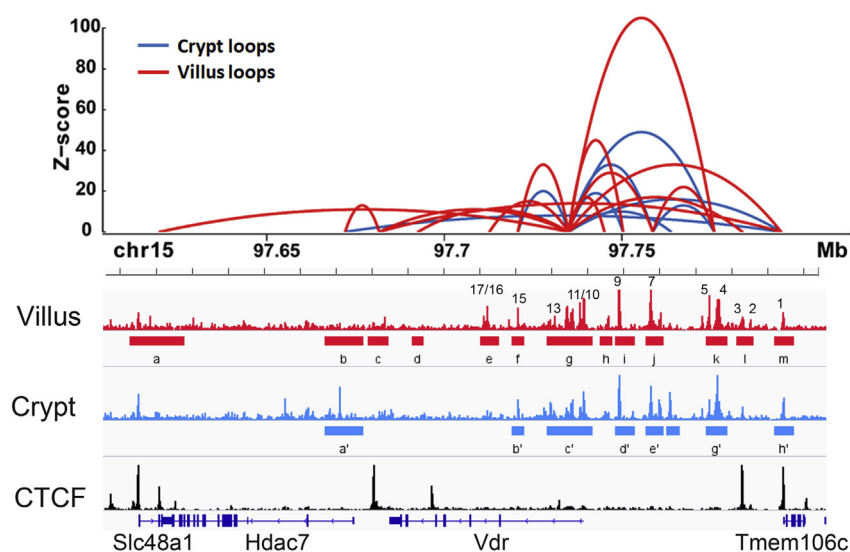 100
80
60
40
20
0
Z-score
Crypt loops
Villus loops
chr15 97.65 97.7 97.75 Mb
Villus
17/16 15 13 11/10 9 7 5 4 3 2 1
a b c d e f g h i j k l m
Crypt
a' b' c' d' e' g' h'
CTCF
Slc48a1 Hdac7 Vdr Tmem106c